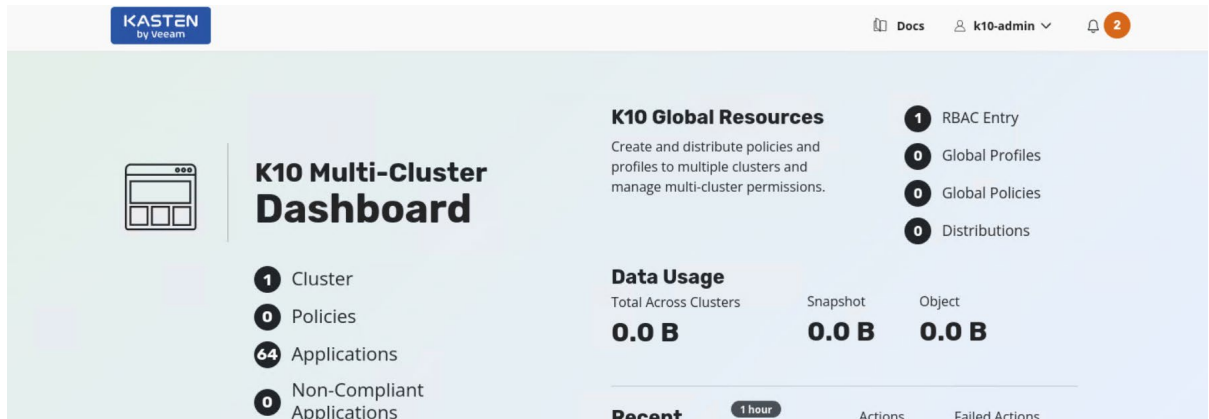 KASTEN
by Veeam
Docs
k10-admin
2
K10 Multi-Cluster
Dashboard
1 Cluster
0 Policies
64 Applications
0 Non-Compliant
Applications
K10 Global Resources
Create and distribute policies and
profiles to multiple clusters and
manage multi-cluster permissions.
1 RBAC Entry
0 Global Profiles
0 Global Policies
0 Distributions
Data Usage
Total Across Clusters
0.0 B
Snapshot
0.0 B
Object
0.0 B
Recent
1 hour
Actions
Failed Actions